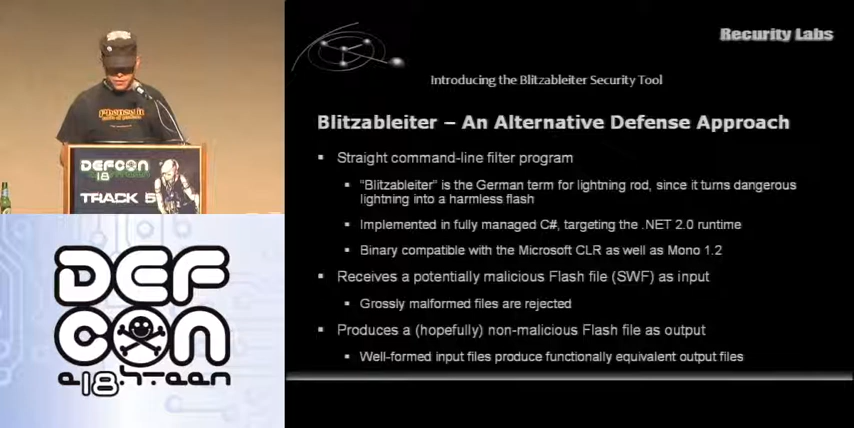 Recurity Labs
Introducing the Blitzableiter Security Tool
Blitzableiter – An Alternative Defense Approach
Straight command-line filter program
"Blitzableiter" is the German term for lightning rod, since it turns dangerous
lightning into a harmless flash
Implemented in fully managed C#, targeting the .NET 2.0 runtime
Binary compatible with the Microsoft CLR as well as Mono 1.2
Receives a potentially malicious Flash file (SWF) as input
Grossly malformed files are rejected
Produces a (hopefully) non-malicious Flash file as output
Well-formed input files produce functionally equivalent output files
DEFCON
18
TRACK 5
DEF
CON
e18hteen